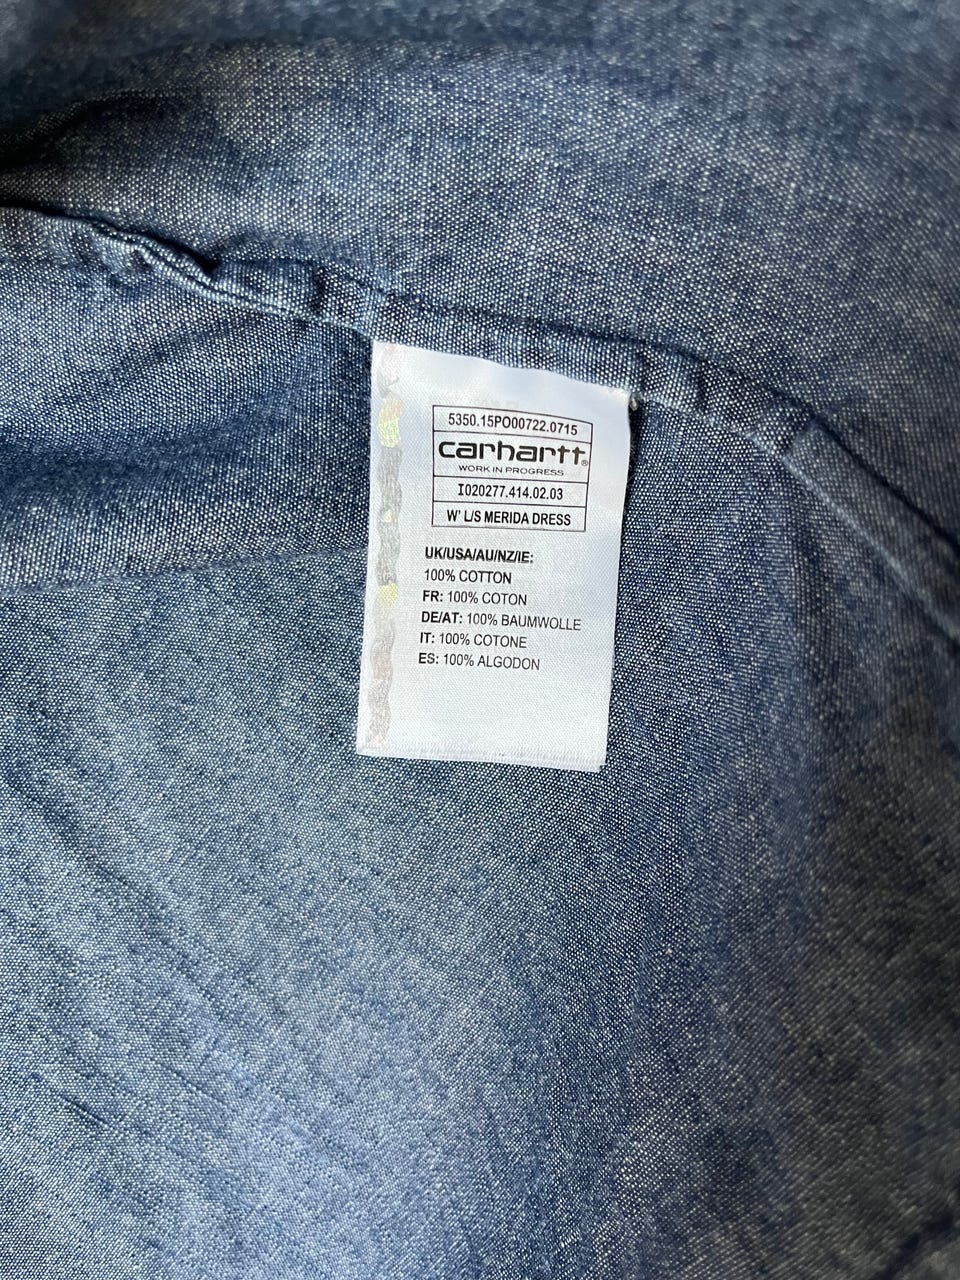 5350.15PO00722.0715
carhartt®
WORK IN PROGRESS
I020277.414.02.03
W' L/S MERIDA DRESS
UK/USA/AU/NZ/IE:
100% COTTON
FR: 100% COTON
DE/AT: 100% BAUMWOLLE
IT: 100% COTONE
ES: 100% ALGODON